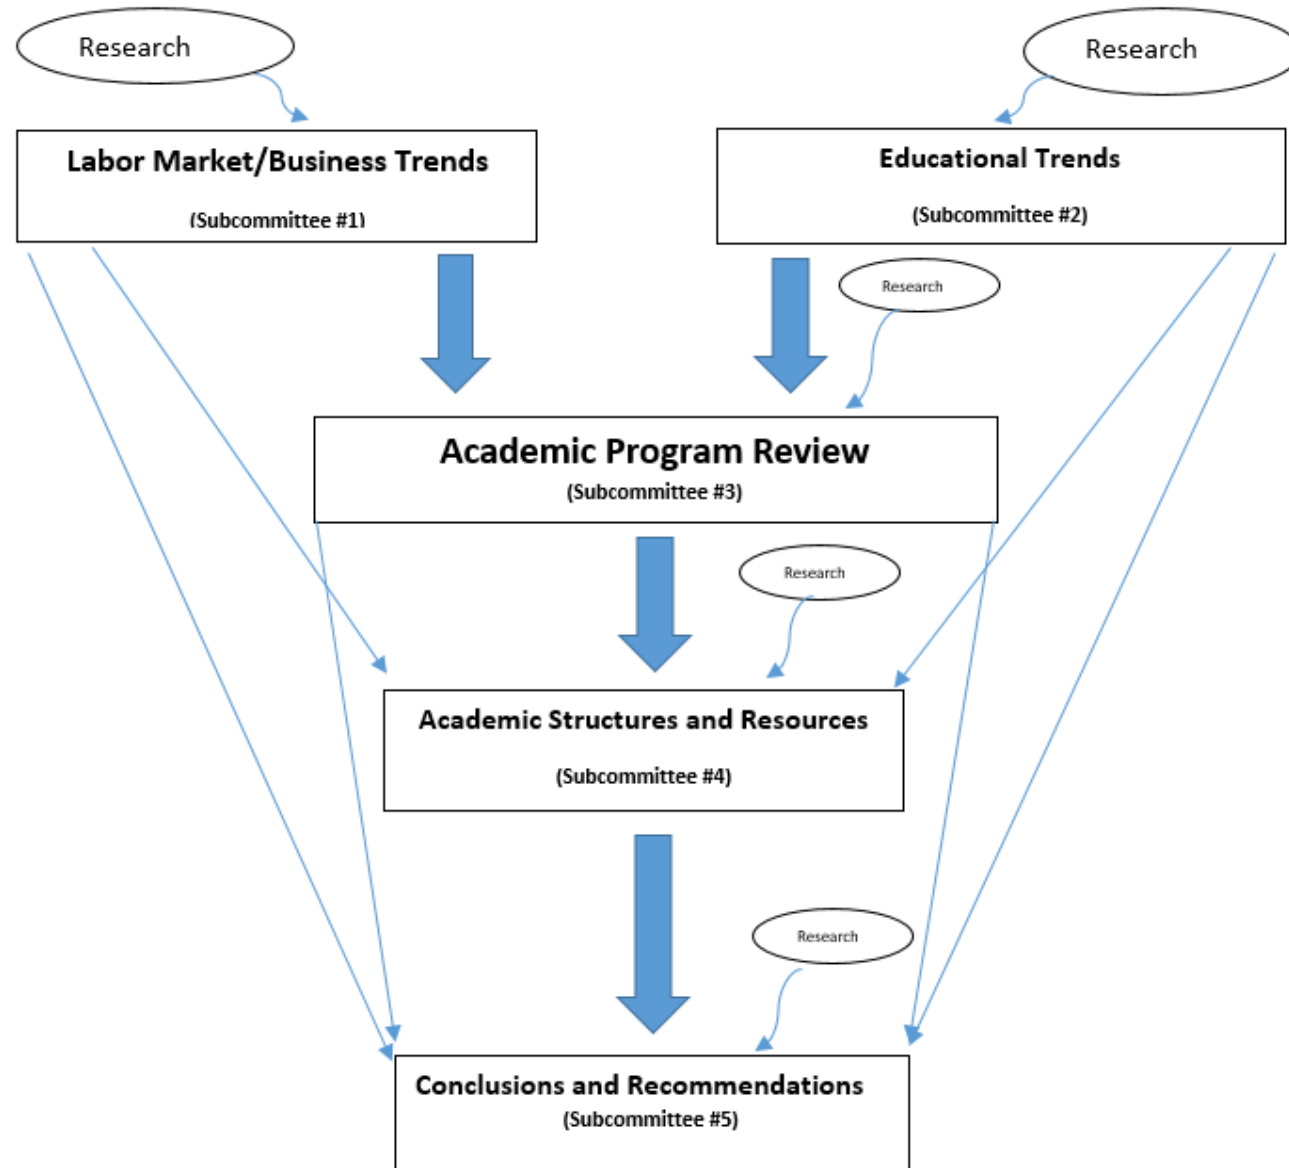 Research
Research
Labor Market/Business Trends
(Subcommittee #1)
Educational Trends
(Subcommittee #2)
Research
Academic Program Review
(Subcommittee #3)
Research
Academic Structures and Resources
(Subcommittee #4)
Research
Conclusions and Recommendations
(Subcommittee #5)